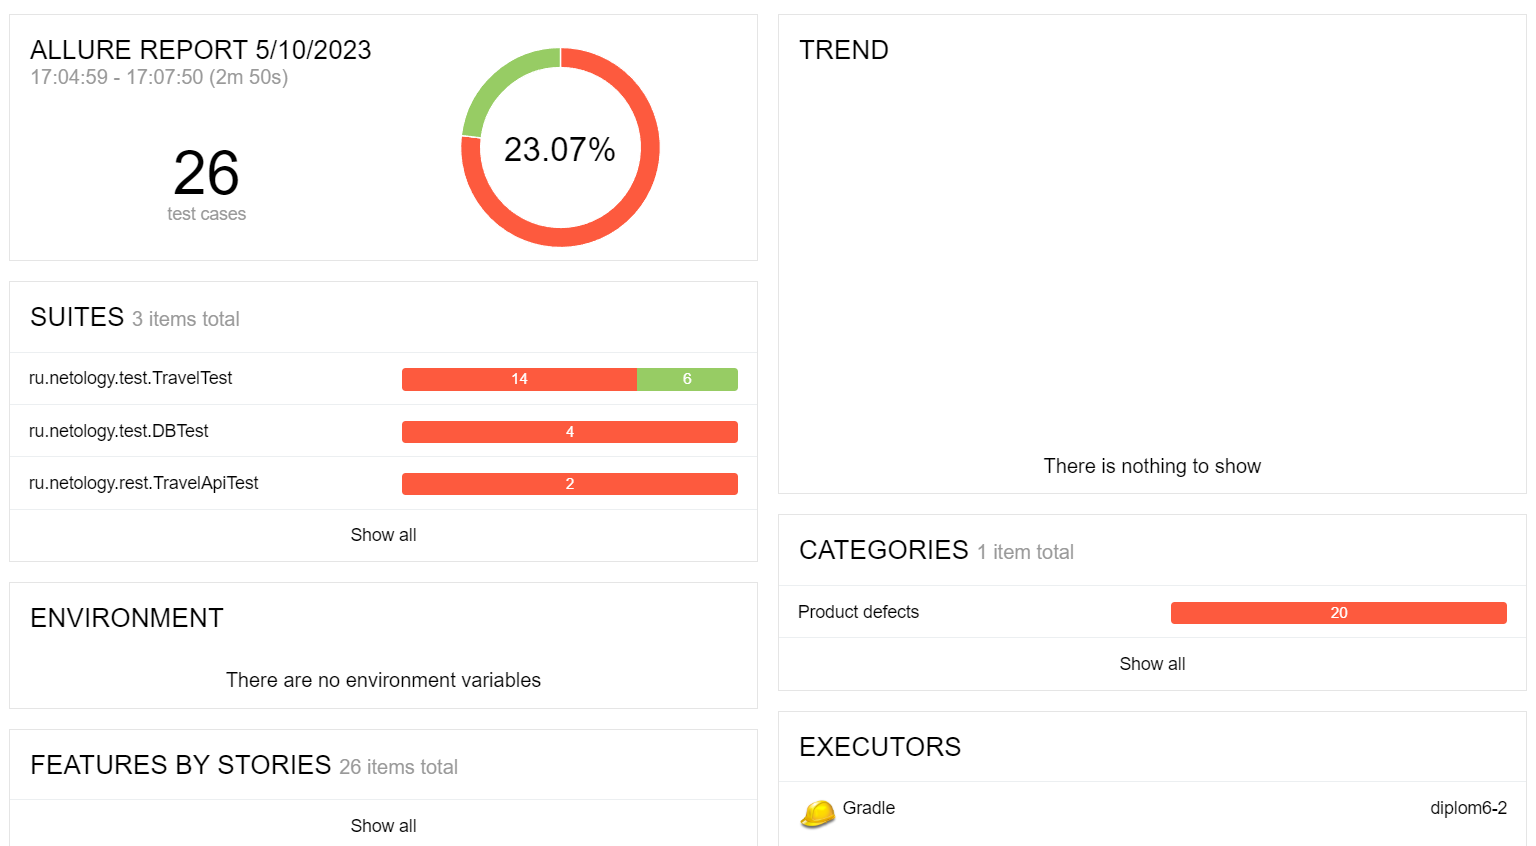 ALLURE REPORT 5/10/2023
17:04:59 - 17:07:50 (2m 50s)
26
test cases
23.07%
SUITES 3 items total
ru.netology.test.TravelTest 14 6
ru.netology.test.DBTest 4
ru.netology.rest.TravelApiTest 2
Show all
ENVIRONMENT
There are no environment variables
FEATURES BY STORIES 26 items total
Show all
TREND
There is nothing to show
CATEGORIES 1 item total
Product defects 20
Show all
EXECUTORS
Gradle diplom6-2